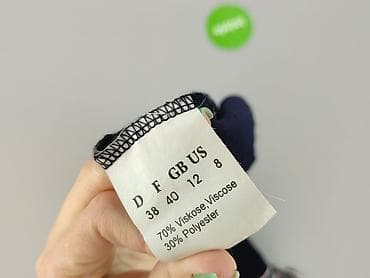 D F GB US
38 40 12 8
70% Viskose,Viscose
30% Polyester